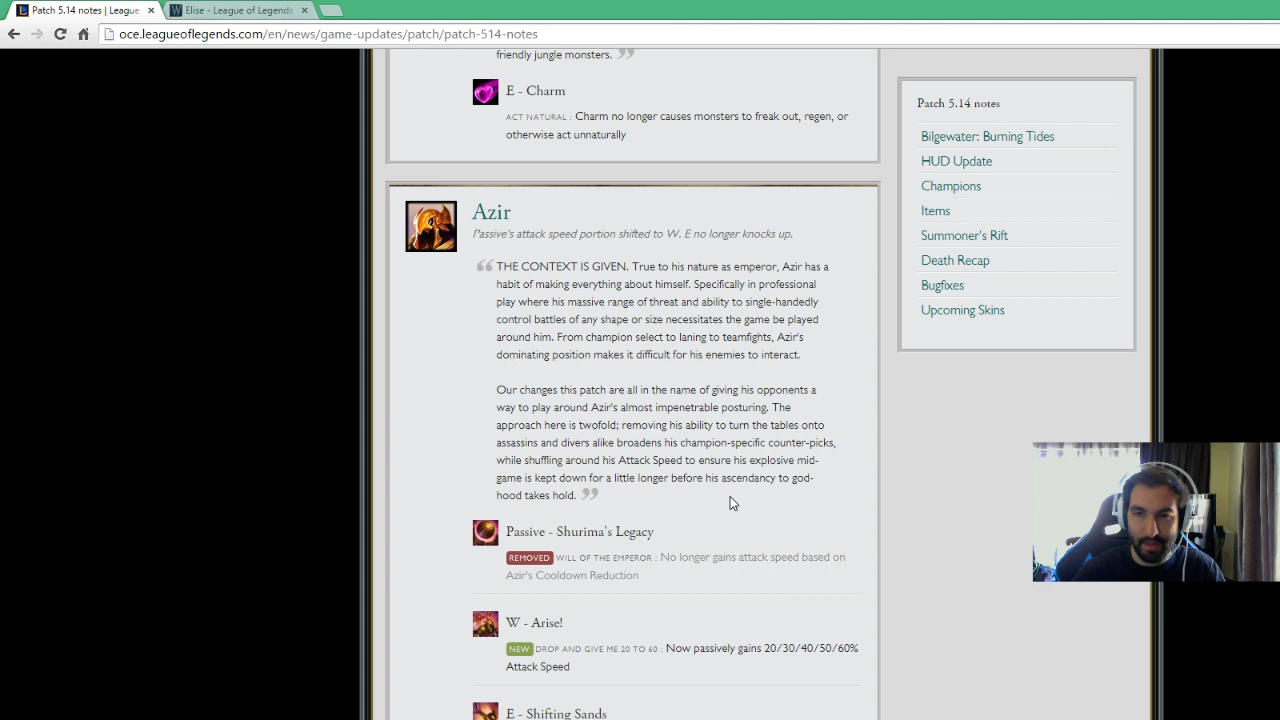 Patch 5.14 notes | League
Elise - League of Legends
oce.leagueoflegends.com/en/news/game-updates/patch/patch-514-notes
friendly jungle monsters. ”
E - Charm
ACT NATURAL : Charm no longer causes monsters to freak out, regen, or
otherwise act unnaturally
Azir
Passive's attack speed portion shifted to W. E no longer knocks up.
“ THE CONTEXT IS GIVEN. True to his nature as emperor, Azir has a
habit of making everything about himself. Specifically in professional
play where his massive range of threat and ability to single-handedly
control battles of any shape or size necessitates the game be played
around him. From champion select to laning to teamfights, Azir's
dominating position makes it difficult for his enemies to interact.
Our changes this patch are all in the name of giving his opponents a
way to play around Azir's almost impenetrable posturing. The
approach here is twofold; removing his ability to turn the tables onto
assassins and divers alike broadens his champion-specific counter-picks,
while shuffling around his Attack Speed to ensure his explosive mid-
game is kept down for a little longer before his ascendancy to god-
hood takes hold. ”
Passive - Shurima's Legacy
REMOVED WILL OF THE EMPEROR : No longer gains attack speed based on
Azir's Cooldown Reduction
W - Arise!
NEW DROP AND GIVE ME 20 TO 60 : Now passively gains 20/30/40/50/60%
Attack Speed
E - Shifting Sands
Patch 5.14 notes
Bilgewater: Burning Tides
HUD Update
Champions
Items
Summoner's Rift
Death Recap
Bugfixes
Upcoming Skins